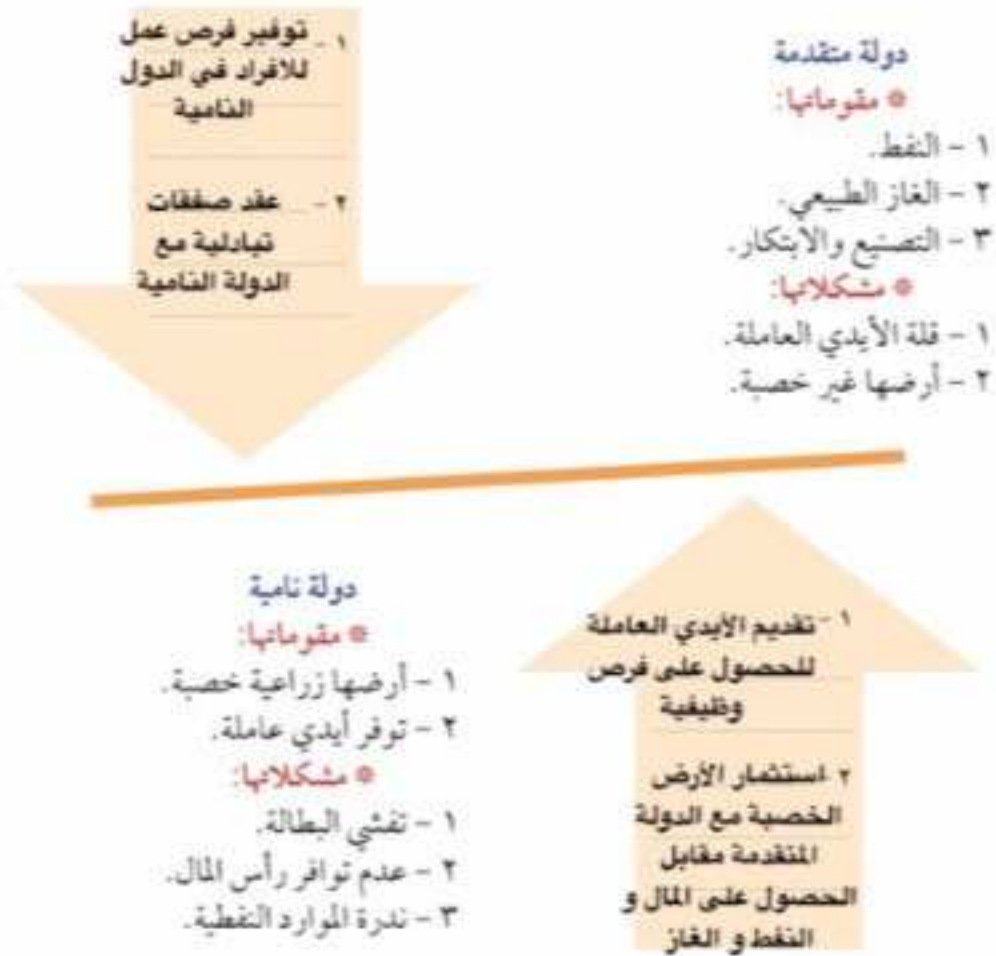 دولة متقدمة
* مقوماتها:
١ - النفط.
٢ - الغاز الطبيعي.
٣ - التصنيع والابتكار.
* مشكلاتها:
١ - قلة الأيدي العاملة.
٢ - أرضها غير خصبة.
١ - توفير فرص عمل
للافراد في الدول
النامية
٢ - عقد صفقات
تبادلية مع
الدولة النامية
١ - تقديم الأيدي العاملة
للحصول على فرص
وظيفية
٢ استثمار الأرض
الخصبة مع الدولة
المتقدمة مقابل
الحصول على المال و
النفط و الغاز
دولة نامية
* مقوماتها:
١ - أرضها زراعية خصبة.
٢ - توفر أيدي عاملة.
* مشكلاتها:
١ - تفشي البطالة.
٢ - عدم توافر رأس المال.
٣ - ندرة الموارد النفطية.